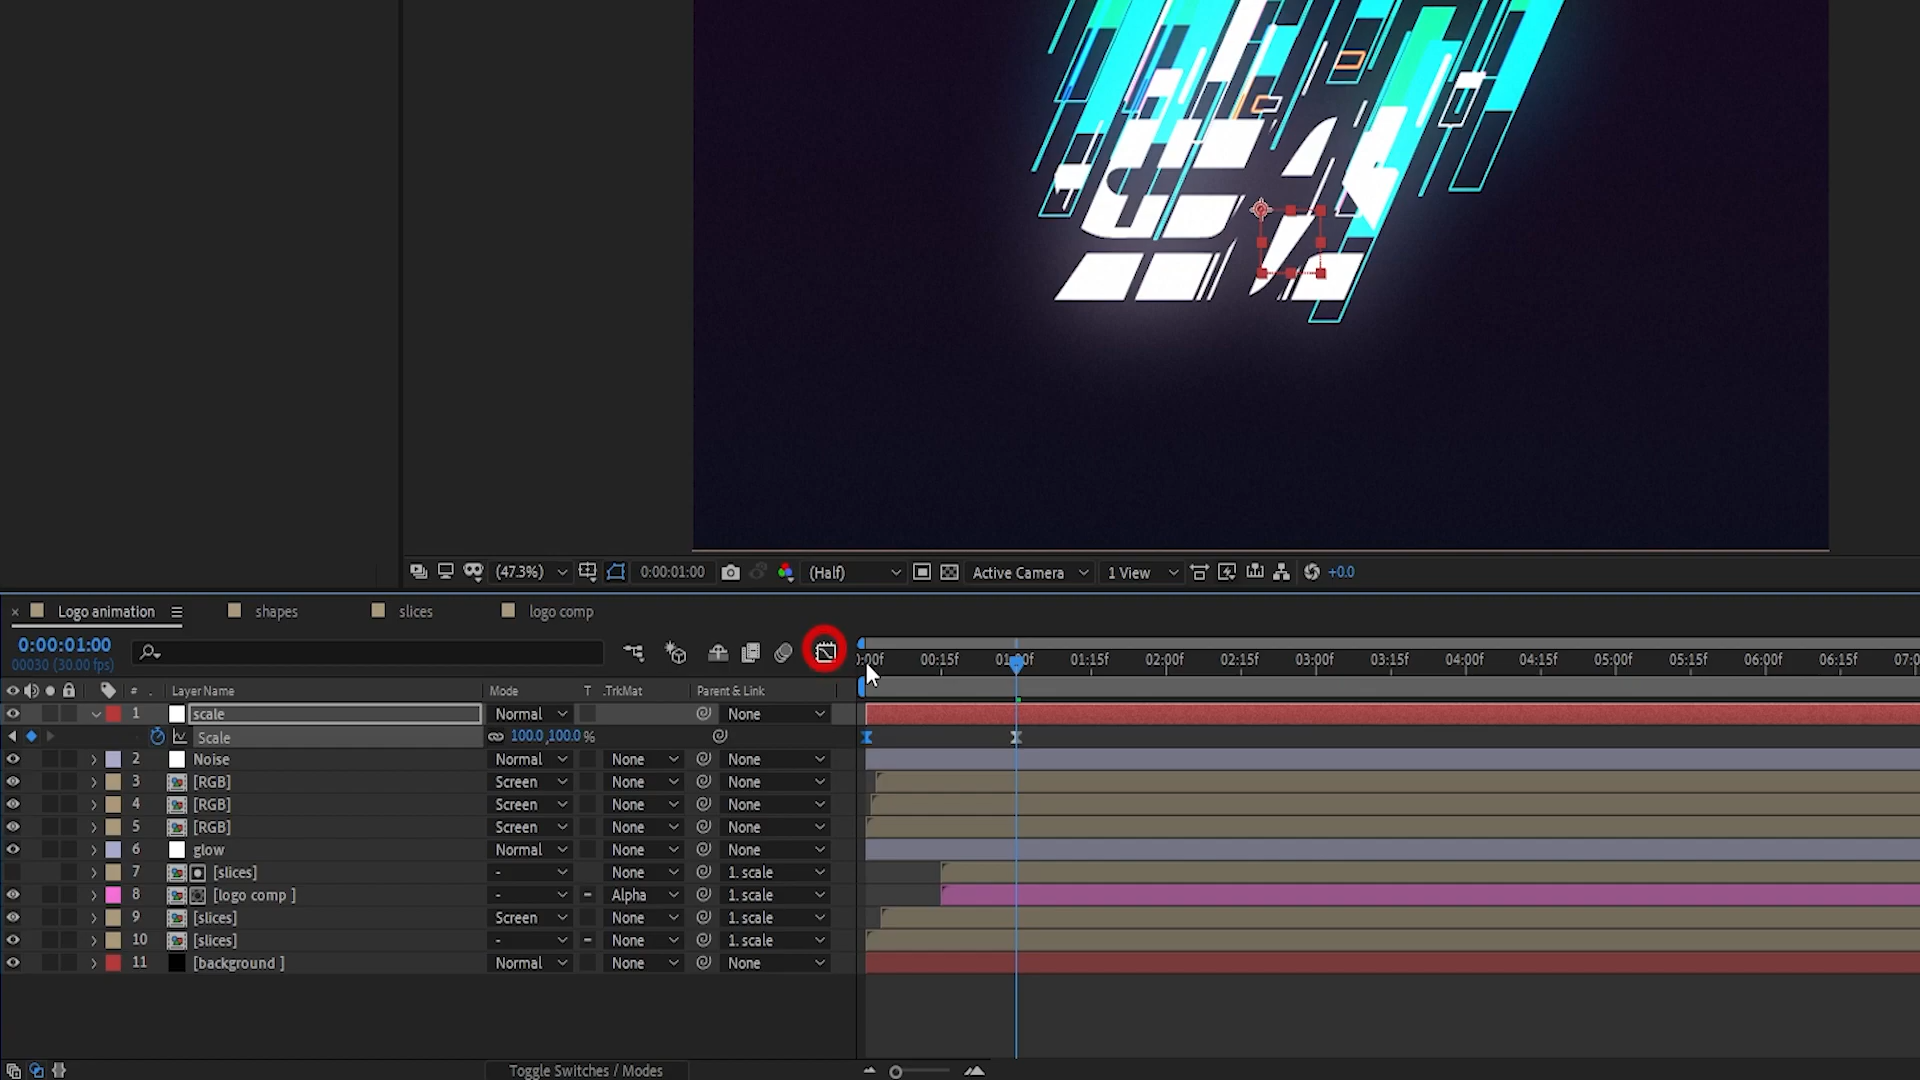 (47.3%) 0:00:01:00 (Half) Active Camera 1 View +0.0
Logo animation shapes slices logo comp
0:00:01:00
00030 (30.00 fps)
:00f 00:15f 01:00f 01:15f 02:00f 02:15f 03:00f 03:15f 04:00f 04:15f 05:00f 05:15f 06:00f 06:15f 07:0
# . Layer Name Mode T .TrkMat Parent & Link
1 scale Normal None
Scale 100.0,100.0 %
2 Noise Normal None None
3 [RGB] Screen None None
4 [RGB] Screen None None
5 [RGB] Screen None None
6 glow Normal None None
7 [slices] - None 1. scale
8 [logo comp ] - Alpha 1. scale
9 [slices] Screen None 1. scale
10 [slices] - None 1. scale
11 [background ] Normal None None
Toggle Switches / Modes